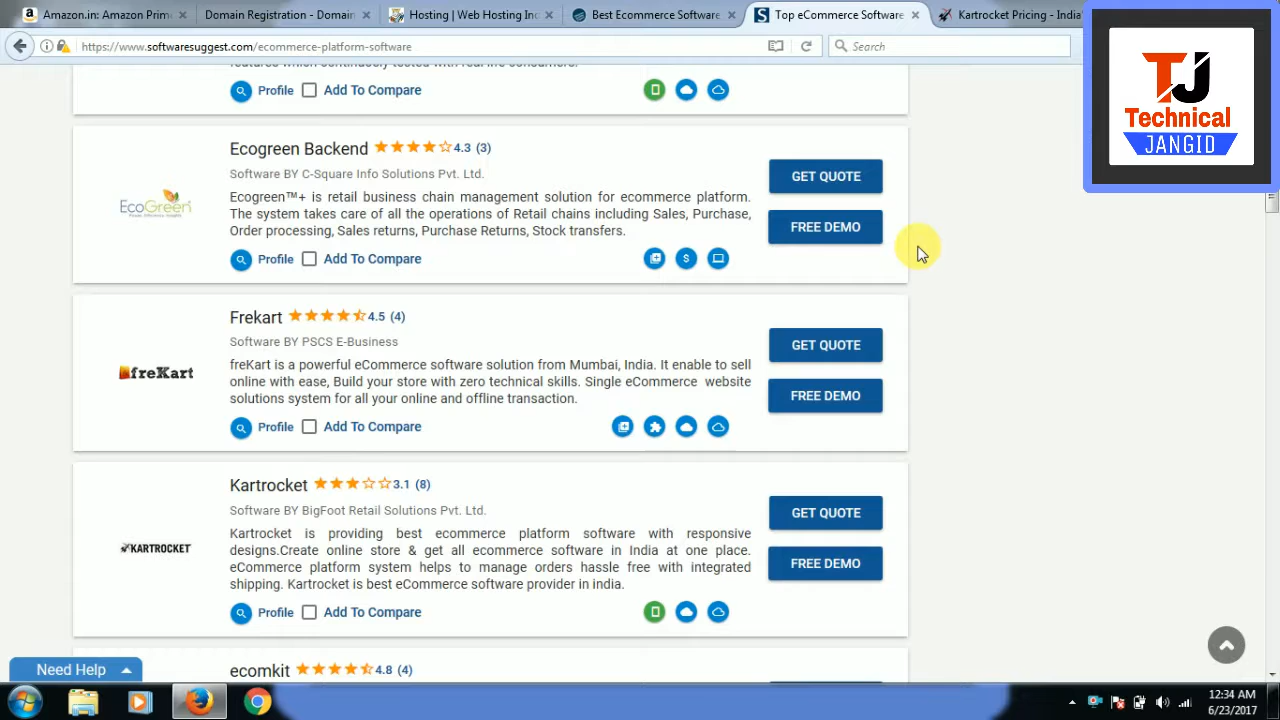 Amazon.in: Amazon Prim
Domain Registration - Domain
Hosting | Web Hosting Inc
Best Ecommerce Software
Top eCommerce Software
Kartrocket Pricing - India
https://www.softwaresuggest.com/ecommerce-platform-software
Search
TJ
Technical
JANGID
features which continuously tested with real life consumers.
Profile
Add To Compare
Ecogreen Backend 4.3 (3)
Software BY C-Square Info Solutions Pvt. Ltd.
EcoGreen
Ecogreen™+ is retail business chain management solution for ecommerce platform.
The system takes care of all the operations of Retail chains including Sales, Purchase,
Order processing, Sales returns, Purchase Returns, Stock transfers.
Profile
Add To Compare
GET QUOTE
FREE DEMO
Frekart 4.5 (4)
Software BY PSCS E-Business
freKart
freKart is a powerful eCommerce software solution from Mumbai, India. It enable to sell
online with ease, Build your store with zero technical skills. Single eCommerce website
solutions system for all your online and offline transaction.
Profile
Add To Compare
GET QUOTE
FREE DEMO
Kartrocket 3.1 (8)
Software BY BigFoot Retail Solutions Pvt. Ltd.
KARTROCKET
Kartrocket is providing best ecommerce platform software with responsive
designs.Create online store & get all ecommerce software in India at one place.
eCommerce platform system helps to manage orders hassle free with integrated
shipping. Kartrocket is best eCommerce software provider in india.
Profile
Add To Compare
GET QUOTE
FREE DEMO
ecomkit 4.8 (4)
Need Help
12:34 AM
6/23/2017